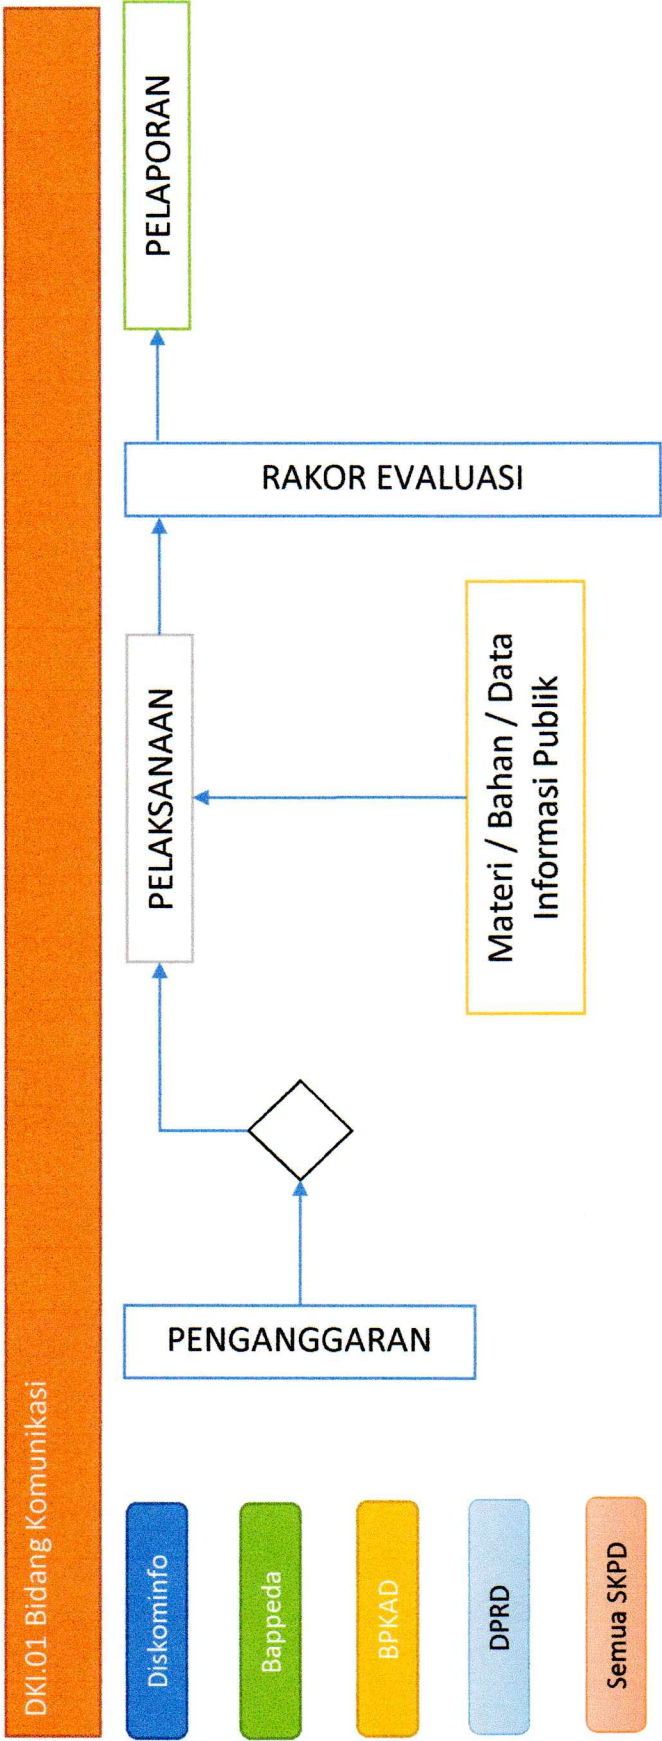 DKI.01 Bidang Komunikasi
Diskominfo
Bappeda
BPKAD
DPRD
Semua SKPD
PENGANGGARAN
PELAKSANAAN
Materi / Bahan / Data
Informasi Publik
RAKOR EVALUASI
PELAPORAN